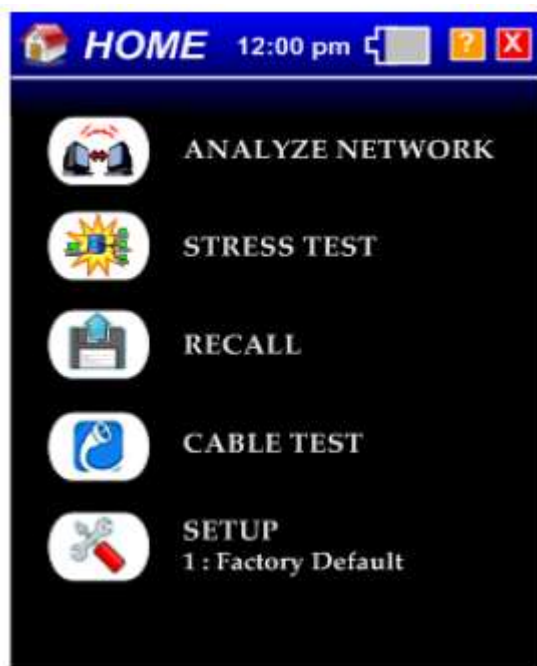 HOME 12:00 pm ? X
ANALYZE NETWORK
STRESS TEST
RECALL
CABLE TEST
SETUP
1 : Factory Default